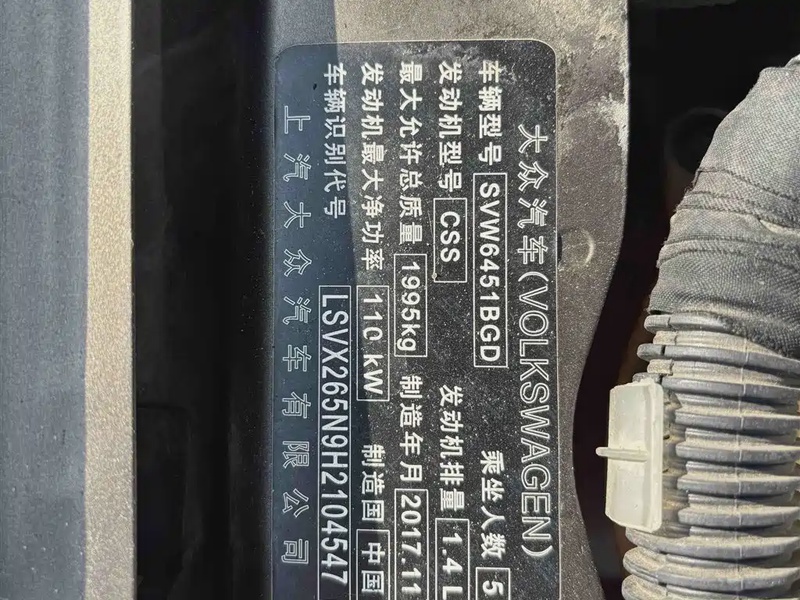 大众汽车(VOLKSWAGEN)
车辆型号 SVW6451BGD 乘坐人数 5
发动机型号 CSS 发动机排量 1.4 L
最大允许总质量 1995kg 制造年月 2017.11
发动机最大净功率 110 kW 制造国 中国
车辆识别代号 LSVX265N9H2104547
上汽大众汽车有限公司